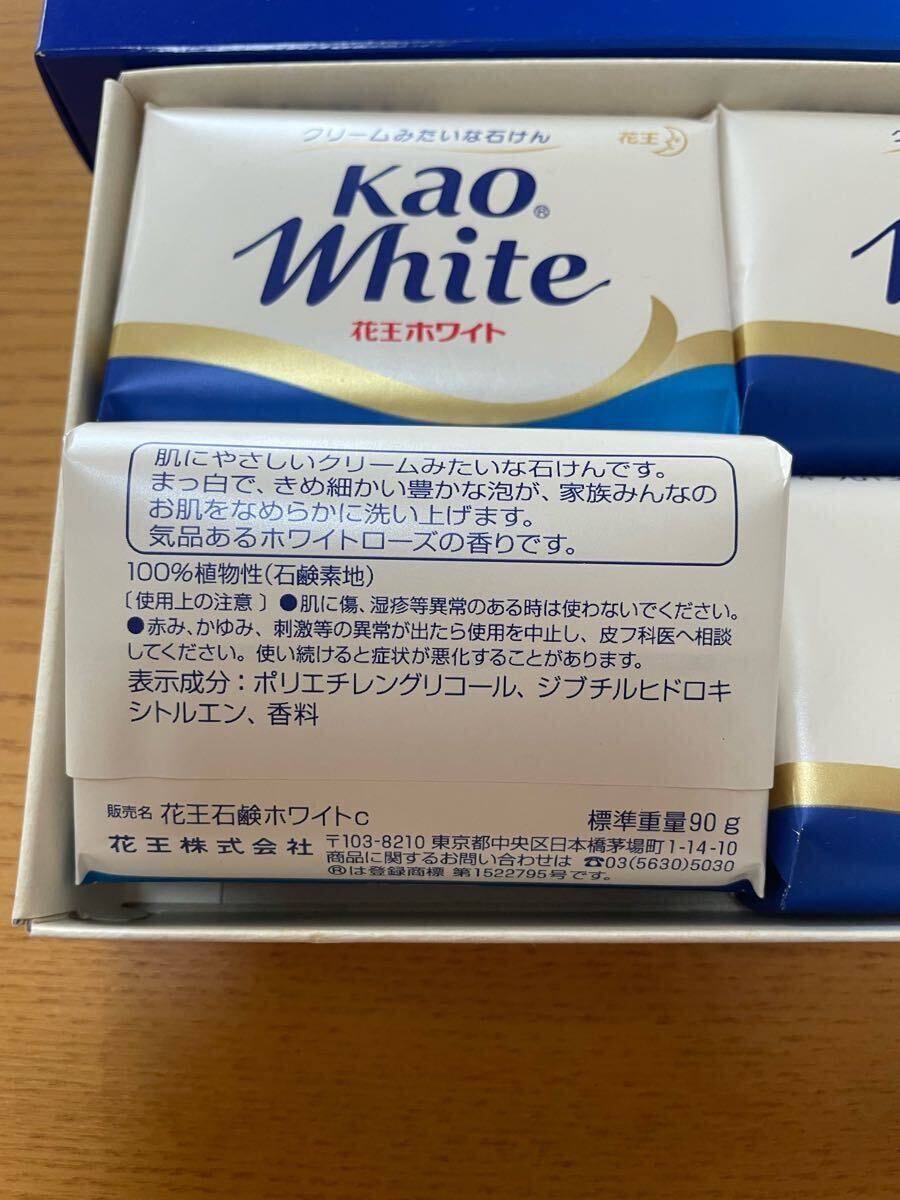 クリームみたいな石けん
花王
Kao®
White
花王ホワイト
肌にやさしいクリームみたいな石けんです。
まっ白で、きめ細かい豊かな泡が、家族みんなの
お肌をなめらかに洗い上げます。
気品あるホワイトローズの香りです。
100%植物性(石鹸素地)
〔使用上の注意〕●肌に傷、湿疹等異常のある時は使わないでください。
●赤み、かゆみ、刺激等の異常が出たら使用を中止し、皮フ科医へ相談
してください。使い続けると症状が悪化することがあります。
表示成分：ポリエチレングリコール、ジブチルヒドロキ
シトルエン、香料
販売名 花王石鹸ホワイトC 標準重量90g
花王株式会社 〒103-8210 東京都中央区日本橋茅場町1-14-10
商品に関するお問い合わせは ☎03(5630)5030
®は登録商標 第1522795号です。